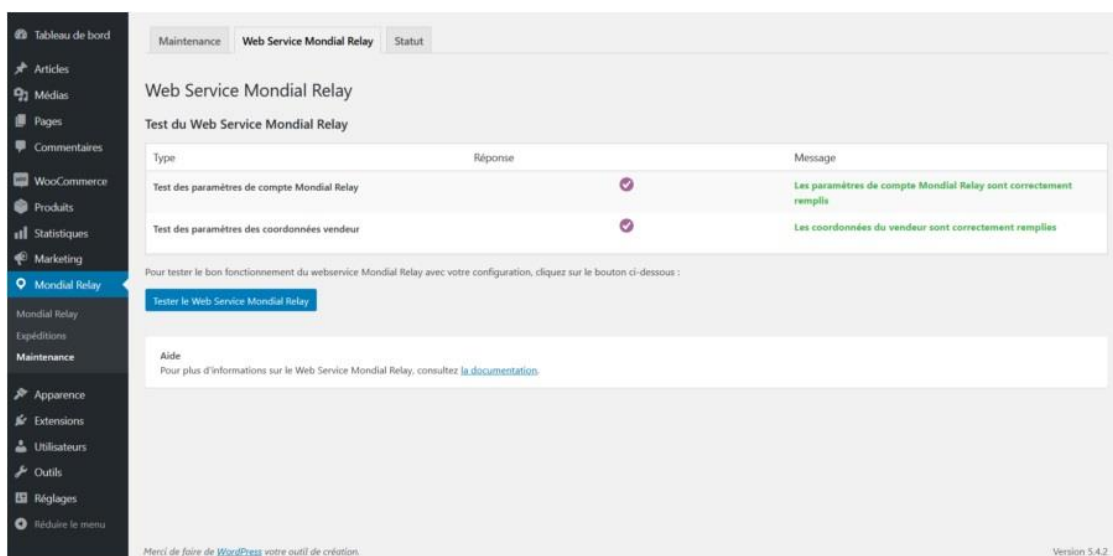 Tableau de bord
Articles
Médias
Pages
Commentaires
WooCommerce
Produits
Statistiques
Marketing
Mondial Relay
Mondial Relay
Expéditions
Maintenance
Apparence
Extensions
Utilisateurs
Outils
Réglages
Réduire le menu
Maintenance
Web Service Mondial Relay
Statut
Web Service Mondial Relay
Test du Web Service Mondial Relay
Type Réponse Message
Test des paramètres de compte Mondial Relay
Les paramètres de compte Mondial Relay sont correctement
remplis
Test des paramètres des coordonnées vendeur
Les coordonnées du vendeur sont correctement remplies
Pour tester le bon fonctionnement du webservice Mondial Relay avec votre configuration, cliquez sur le bouton ci-dessous :
Tester le Web Service Mondial Relay
Aide
Pour plus d'informations sur le Web Service Mondial Relay, consultez la documentation.
Merci de faire de WordPress votre outil de création.
Version 5.4.2